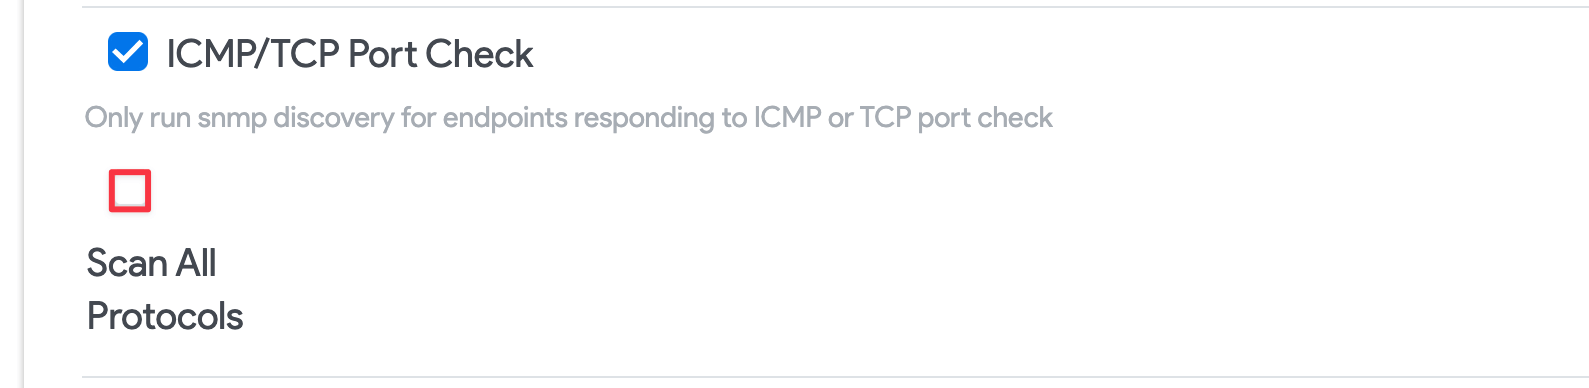 ICMP/TCP Port Check
Only run snmp discovery for endpoints responding to ICMP or TCP port check
Scan All
Protocols